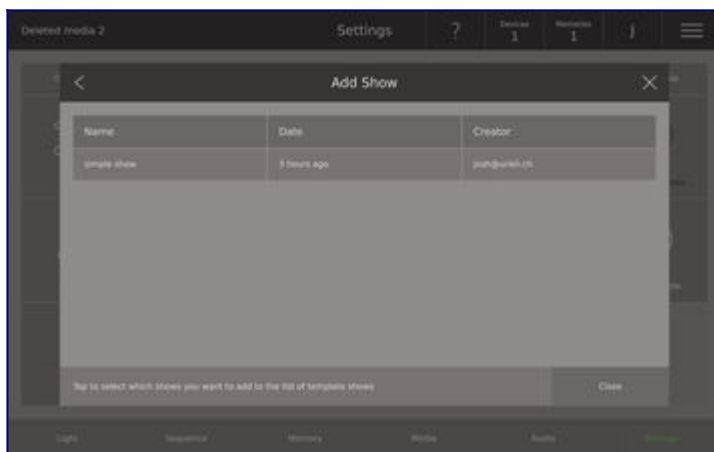 Deleted media 2 Settings ? Devices 1 Memories 1 J
Add Show
Name Date Creator
simple show 3 hours ago
Tap to select which shows you want to add to the list of template shows Close
Light Sequence Memory Media Audio Settings